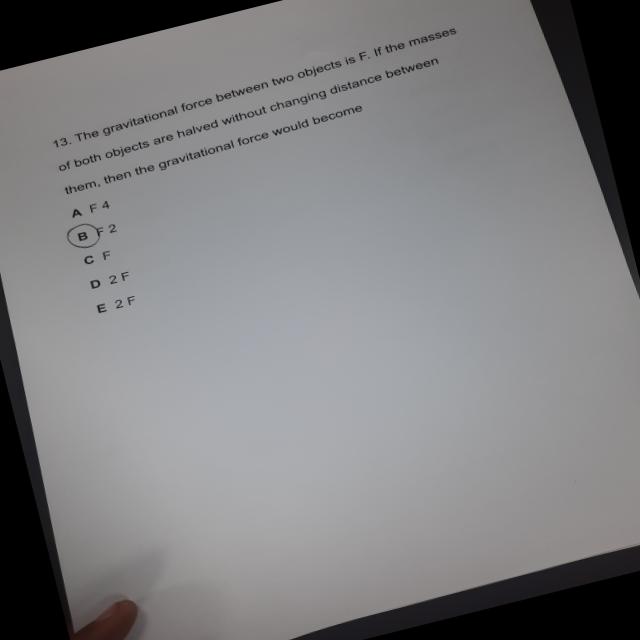 13. The gravitational force between two objects is F. If the masses
of both objects are halved without changing distance between
them, then the gravitational force would become
A F 4
B F 2
C F
D 2 F
E 2 F